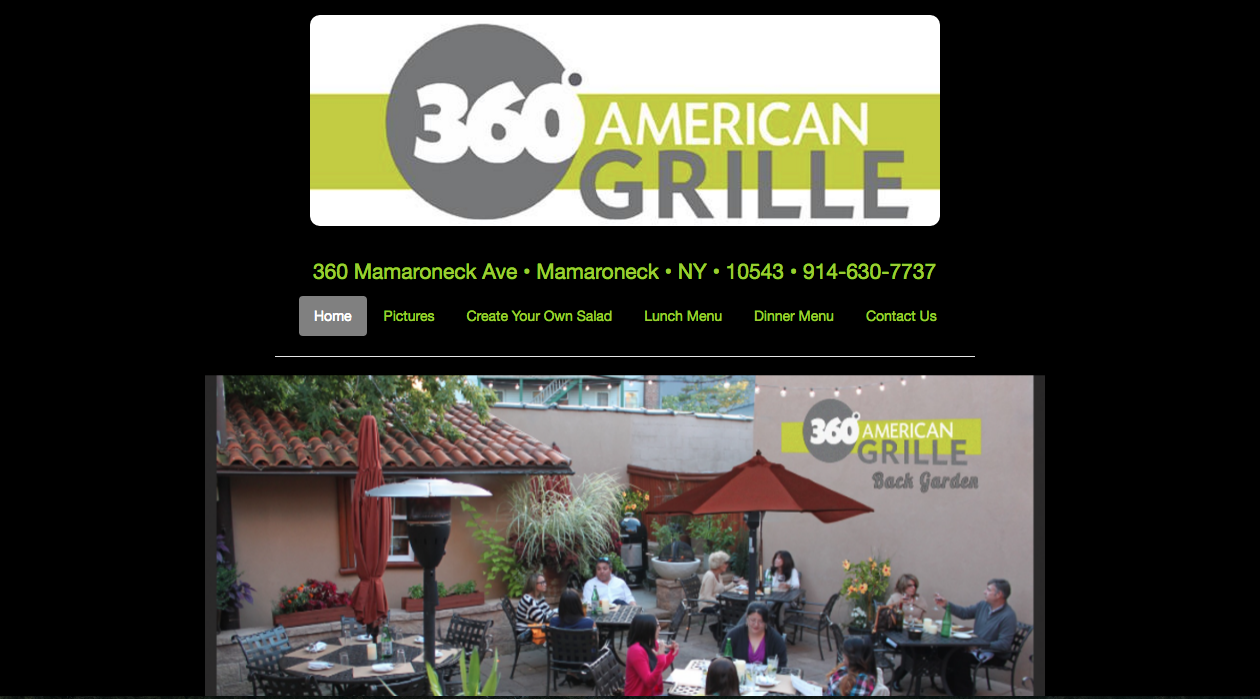 360° AMERICAN
GRILLE
360 Mamaroneck Ave • Mamaroneck • NY • 10543 • 914-630-7737
Home Pictures Create Your Own Salad Lunch Menu Dinner Menu Contact Us
360° AMERICAN
GRILLE
Back Garden